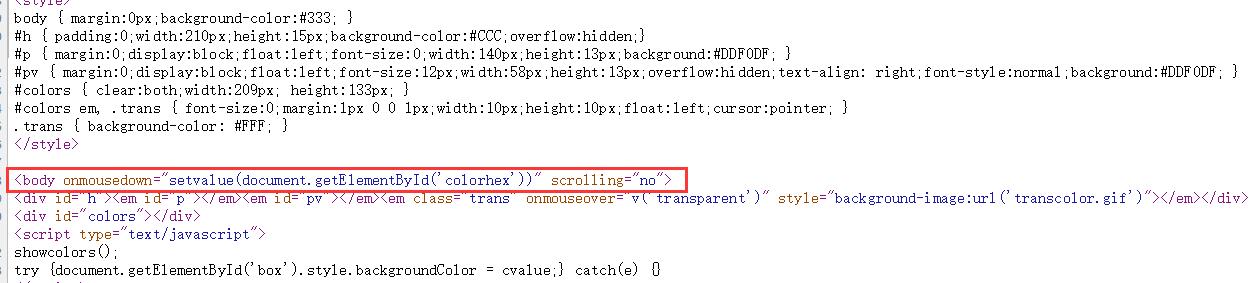 <style>
body { margin:0px;background-color:#333; }
#h { padding:0;width:210px;height:15px;background-color:#CCC;overflow:hidden;}
#p { margin:0;display:block;float:left;font-size:0;width:140px;height:13px;background:#DDF0DF; }
#pv { margin:0;display:block;float:left;font-size:12px;width:58px;height:13px;overflow:hidden;text-align: right;font-style:normal;background:#DDF0DF; }
#colors { clear:both;width:209px; height:133px; }
#colors em, .trans { font-size:0;margin:1px 0 0 1px;width:10px;height:10px;float:left;cursor:pointer; }
.trans { background-color: #FFF; }
</style>
<body onmousedown="setvalue(document.getElementById('colorhex'))" scrolling="no">
<div id="h"><em id="p"></em><em id="pv"></em><em class="trans" onmouseover="v('transparent')" style="background-image:url('transcolor.gif')"></em></div>
<div id="colors"></div>
<script type="text/javascript">
showcolors();
try {document.getElementById('box').style.backgroundColor = cvalue;} catch(e) {}